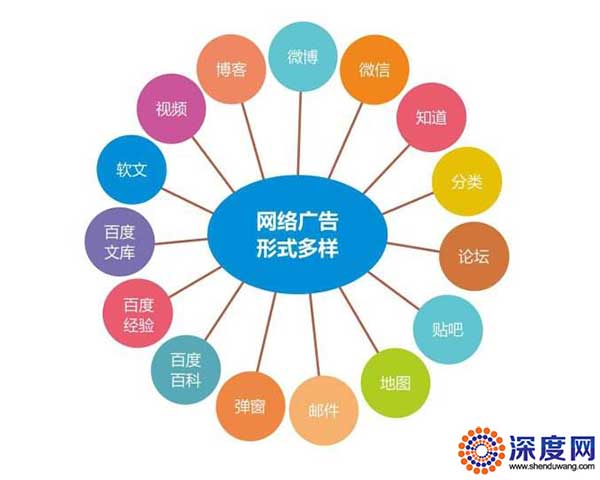 网络广告
形式多样
微博
微信
知道
分类
论坛
贴吧
地图
邮件
弹窗
百度
百科
百度
经验
百度
文库
软文
视频
博客
深度网
www.shenduwang.com